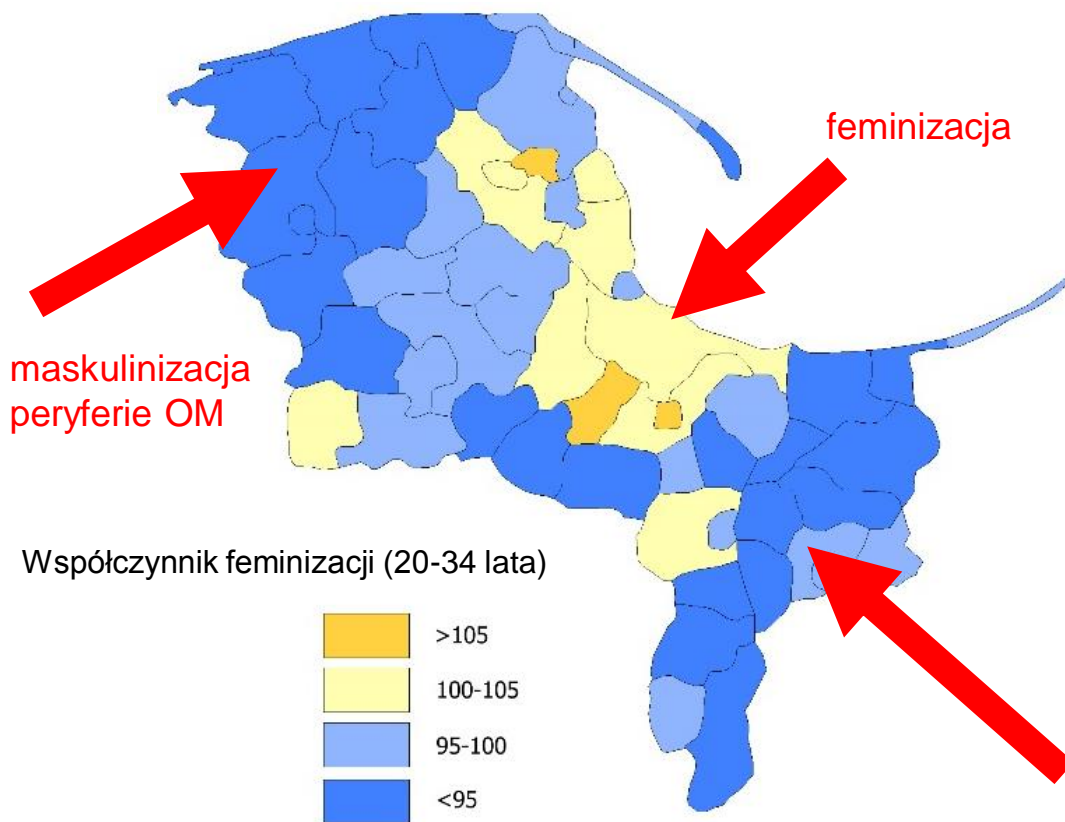 feminizacja
maskulinizacja
peryferie OM
Współczynnik feminizacji (20-34 lata)
>105
100-105
95-100
<95